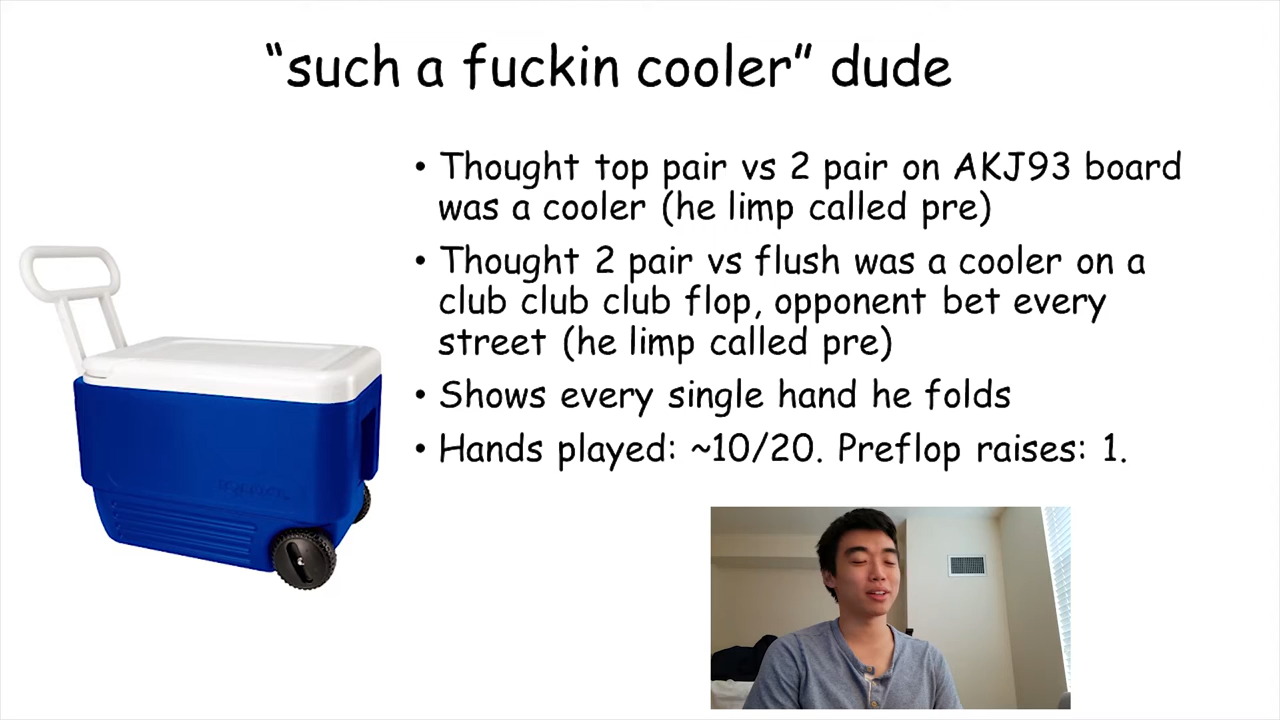 “such a fuckin cooler” dude
• Thought top pair vs 2 pair on AKJ93 board
was a cooler (he limp called pre)
• Thought 2 pair vs flush was a cooler on a
club club club flop, opponent bet every
street (he limp called pre)
• Shows every single hand he folds
• Hands played: ~10/20. Preflop raises: 1.